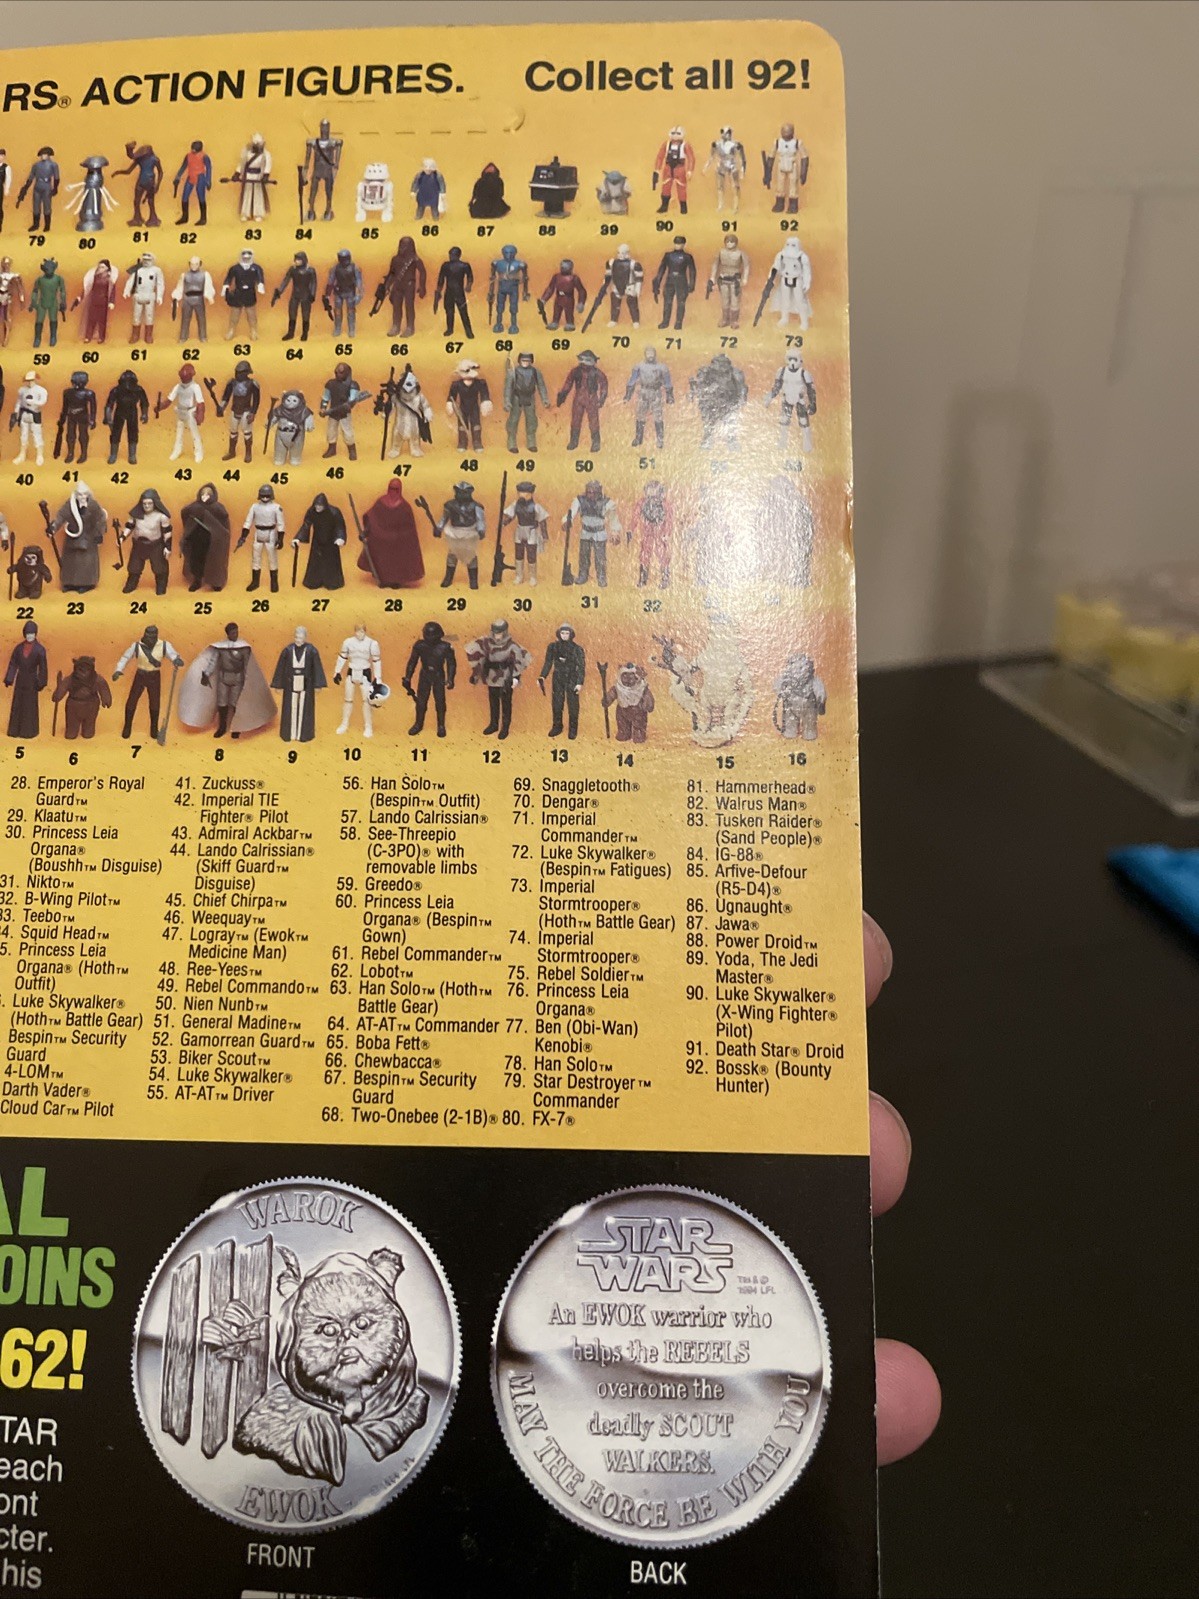 RS® ACTION FIGURES. Collect all 92!
79 80 81 82 83 84 85 86 87 88 89 90 91 92
59 60 61 62 63 64 65 66 67 68 69 70 71 72 73
40 41 42 43 44 45 46 47 48 49 50 51 53
22 23 24 25 26 27 28 29 30 31 32
5 6 7 8 9 10 11 12 13 14 15 16
28. Emperor's Royal
Guard™
29. Klaatu™
30. Princess Leia
Organa®
(Boushh™ Disguise)
31. Nikto™
32. B-Wing Pilot™
33. Teebo™
4. Squid Head™
5. Princess Leia
Organa® (Hoth™
Outfit)
Luke Skywalker®
(Hoth™ Battle Gear)
Bespin™ Security
Guard
4-LOM™
Darth Vader®
Cloud Car™ Pilot
41. Zuckuss®
42. Imperial TIE
Fighter® Pilot
43. Admiral Ackbar™
44. Lando Calrissian®
(Skiff Guard™
Disguise)
45. Chief Chirpa™
46. Weequay™
47. Logray™ (Ewok™
Medicine Man)
48. Ree-Yees™
49. Rebel Commando™
50. Nien Nunb™
51. General Madine™
52. Gamorrean Guard™
53. Biker Scout™
54. Luke Skywalker®
55. AT-AT™ Driver
56. Han Solo™
(Bespin™ Outfit)
57. Lando Calrissian®
58. See-Threepio
(C-3PO)® with
removable limbs
59. Greedo®
60. Princess Leia
Organa® (Bespin™
Gown)
61. Rebel Commander™
62. Lobot™
63. Han Solo™ (Hoth™
Battle Gear)
64. AT-AT™ Commander
65. Boba Fett®
66. Chewbacca®
67. Bespin™ Security
Guard
68. Two-Onebee (2-1B)®
69. Snaggletooth®
70. Dengar®
71. Imperial
Commander™
72. Luke Skywalker®
(Bespin™ Fatigues)
73. Imperial
Stormtrooper®
(Hoth™ Battle Gear)
74. Imperial
Stormtrooper®
75. Rebel Soldier™
76. Princess Leia
Organa®
77. Ben (Obi-Wan)
Kenobi®
78. Han Solo™
79. Star Destroyer™
Commander
80. FX-7®
81. Hammerhead®
82. Walrus Man®
83. Tusken Raider®
(Sand People)®
84. IG-88®
85. Arfive-Defour
(R5-D4)®
86. Ugnaught®
87. Jawa®
88. Power Droid™
89. Yoda, The Jedi
Master®
90. Luke Skywalker®
(X-Wing Fighter®
Pilot)
91. Death Star® Droid
92. Bossk® (Bounty
Hunter)
AL
OINS
62!
TAR
each
ont
cter.
his
WAROK
EWOK
FRONT
STAR
WARS
TM & ©
1984 LFL
An EWOK warrior who
helps the REBELS
overcome the
deadly SCOUT
WALKERS.
MAY THE FORCE BE WITH YOU
BACK